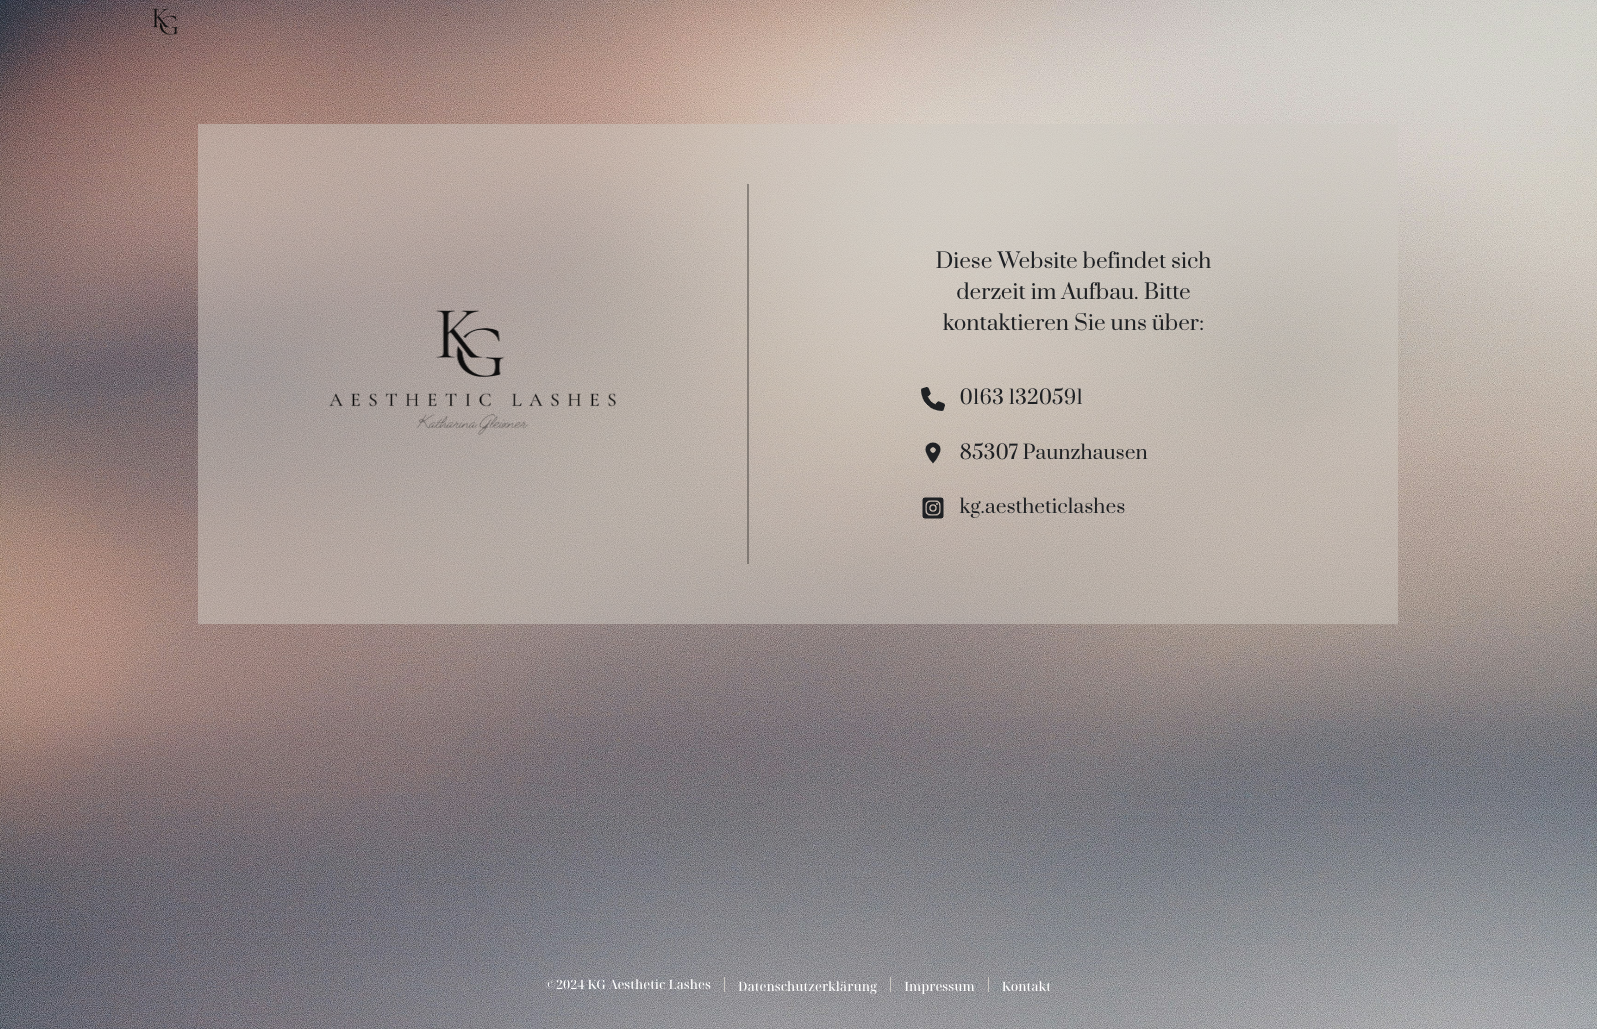 KG
KG
AESTHETIC LASHES
Katharina Gleixner
Diese Website befindet sich
derzeit im Aufbau. Bitte
kontaktieren Sie uns über:
0163 1320591
85307 Paunzhausen
kg.aestheticlashes
©2024 KG Aesthetic Lashes | Datenschutzerklärung | Impressum | Kontakt